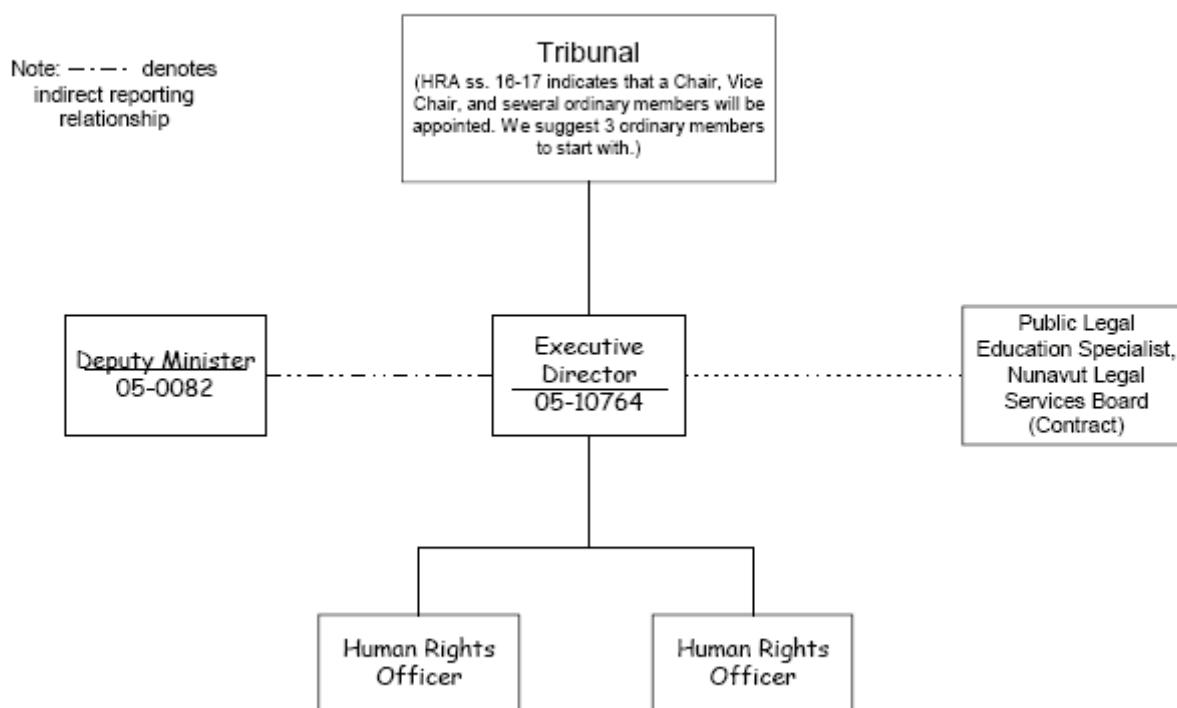 Note: —·—·— denotes
indirect reporting
relationship
Tribunal
(HRA ss. 16-17 indicates that a Chair, Vice
Chair, and several ordinary members will be
appointed. We suggest 3 ordinary members
to start with.)
Deputy Minister
05-0082
Executive
Director
05-10764
Public Legal
Education Specialist,
Nunavut Legal
Services Board
(Contract)
Human Rights
Officer
Human Rights
Officer